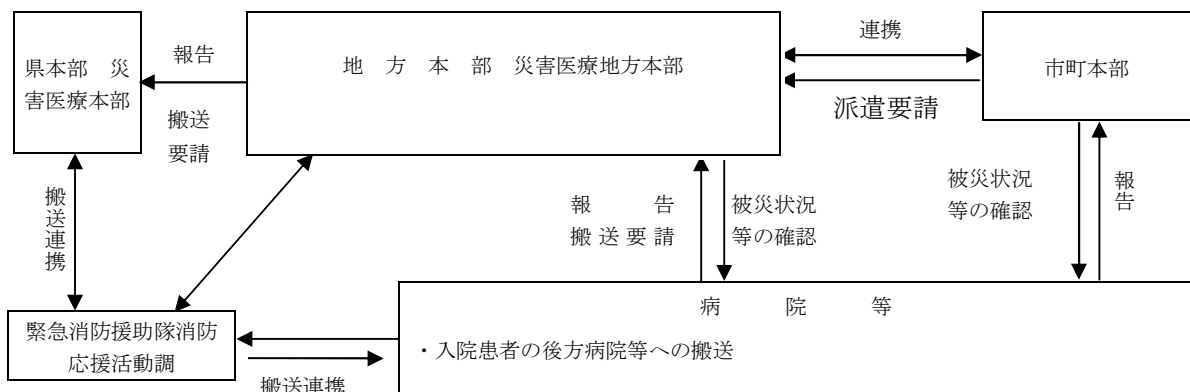 県本部 災
害医療本部
報告
搬送
要請
地 方 本 部 災害医療地方本部
連携
派遣要請
市町本部
搬送連携
報 告
搬送要請
被災状況
等の確認
被災状況
等の確認
報告
緊急消防援助隊消防
応援活動調
搬送連携
病 院 等
・入院患者の後方病院等への搬送